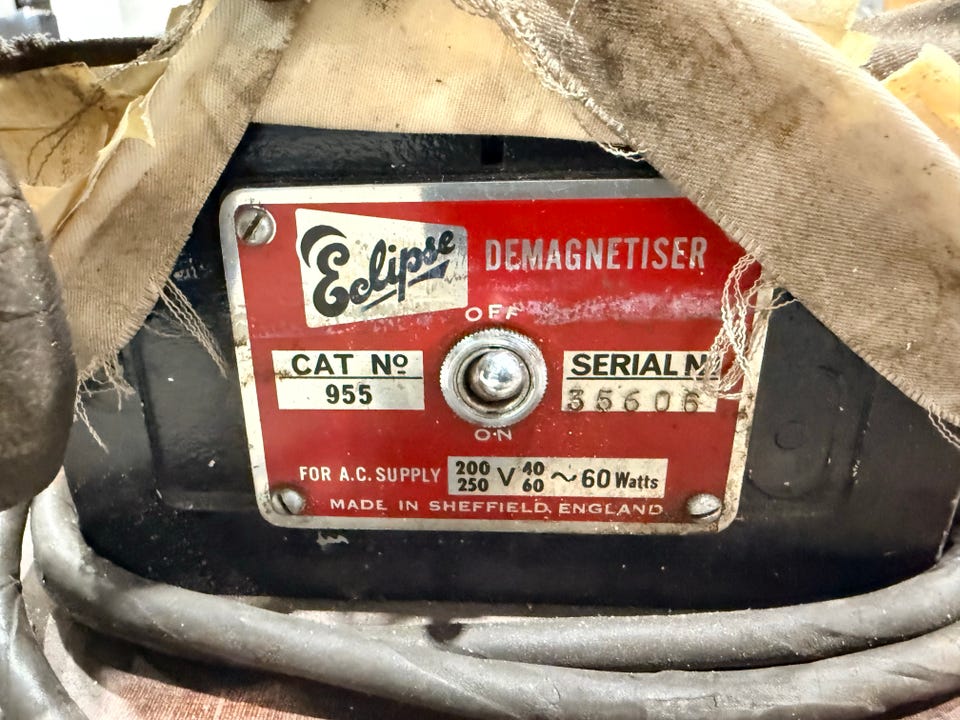 Eclipse DEMAGNETISER
OFF
CAT Nº SERIAL Nº
955 35606
ON
FOR A.C. SUPPLY 200/250 V 40/60 ~ 60 Watts
MADE IN SHEFFIELD, ENGLAND